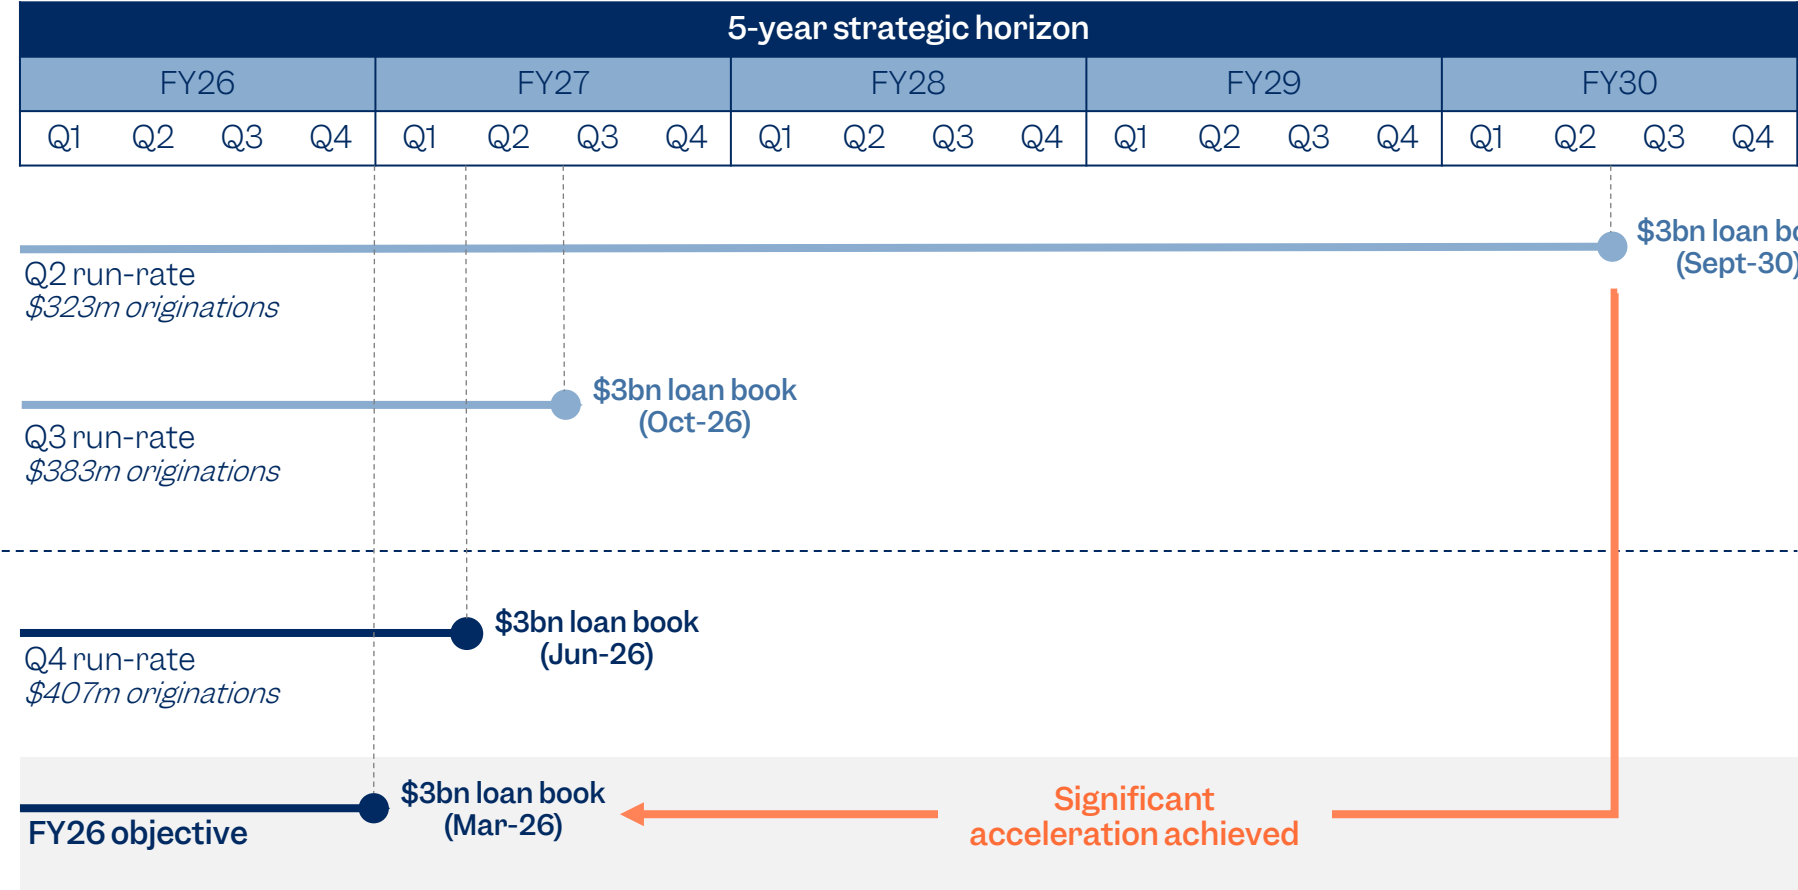 5-year strategic horizon
FY26 FY27 FY28 FY29 FY30
Q1 Q2 Q3 Q4 Q1 Q2 Q3 Q4 Q1 Q2 Q3 Q4 Q1 Q2 Q3 Q4 Q1 Q2 Q3 Q4
$3bn loan
(Sept-30)
Q2 run-rate
$323m originations
$3bn loan book
(Oct-26)
Q3 run-rate
$383m originations
$3bn loan book
(Jun-26)
Q4 run-rate
$407m originations
$3bn loan book
(Mar-26)
FY26 objective
Significant
acceleration achieved